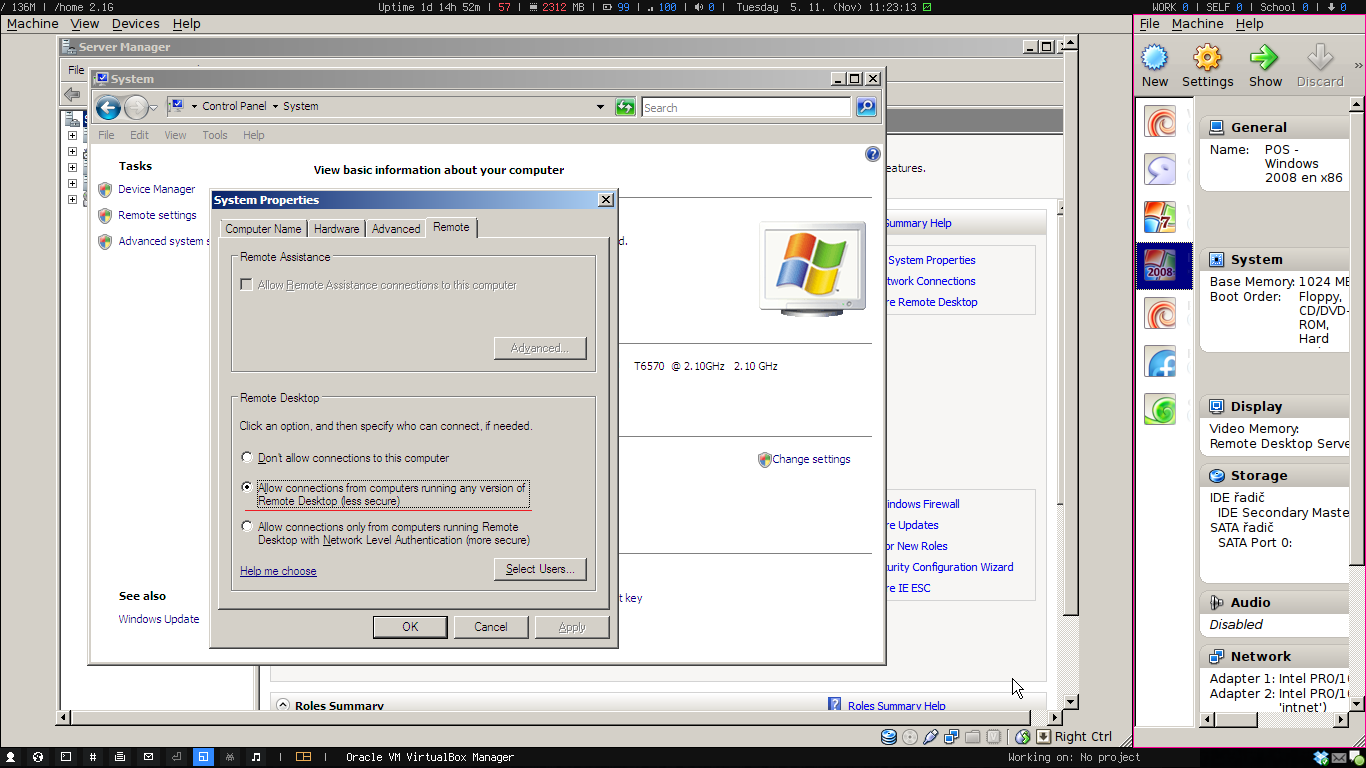 / 136M | /home 2.1G
Uptime 1d 14h 52m | 57 | 2312 MB | 99 | 100 | 0 | Tuesday 5. 11. (Nov) 11:23:13
WORK 0 | SELF 0 | School 0 | 0
Machine View Devices Help
File Machine Help
Server Manager
File
New Settings Show Discard
System
Control Panel System
Search
File Edit View Tools Help
Tasks
Device Manager
Remote settings
Advanced system s
View basic information about your computer
eatures.
System Properties
Computer Name Hardware Advanced Remote
Remote Assistance
Allow Remote Assistance connections to this computer
Advanced...
Remote Desktop
Click an option, and then specify who can connect, if needed.
Don't allow connections to this computer
Allow connections from computers running any version of
Remote Desktop (less secure)
Allow connections only from computers running Remote
Desktop with Network Level Authentication (more secure)
Help me choose
Select Users...
OK Cancel Apply
d.
T6570 @ 2.10GHz 2.10 GHz
Change settings
t key
See also
Windows Update
ummary Help
System Properties
twork Connections
re Remote Desktop
indows Firewall
re Updates
or New Roles
urity Configuration Wizard
re IE ESC
Roles Summary
Roles Summary Help
Right Ctrl
7
2008
General
Name: POS -
Windows
2008 en x86
System
Base Memory: 1024 MB
Boot Order: Floppy,
CD/DVD-
ROM,
Hard
Display
Video Memory:
Remote Desktop Serve
Storage
IDE řadič
IDE Secondary Maste
SATA řadič
SATA Port 0:
Audio
Disabled
Network
Adapter 1: Intel PRO/10
Adapter 2: Intel PRO/10
'intnet')
Oracle VM VirtualBox Manager
Working on: No project